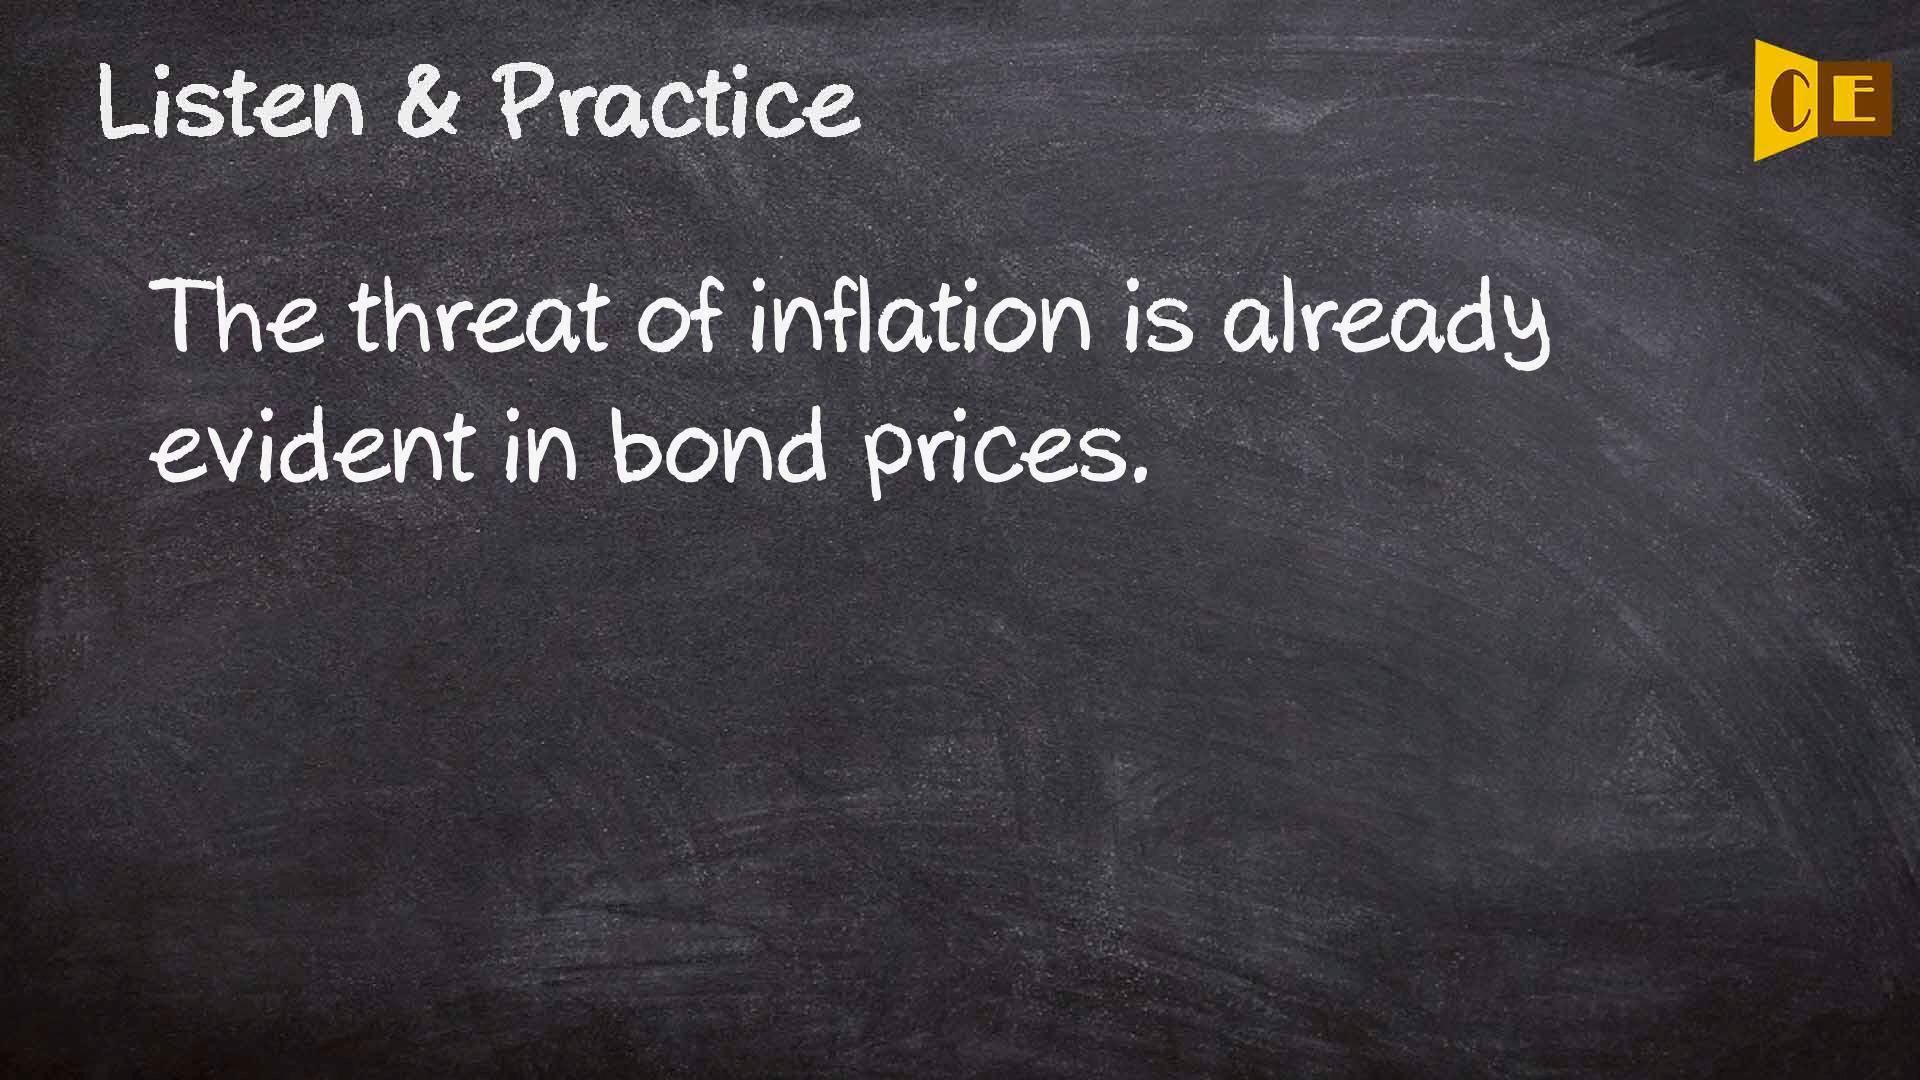 Listen & Practice
CE
The threat of inflation is already
evident in bond prices.